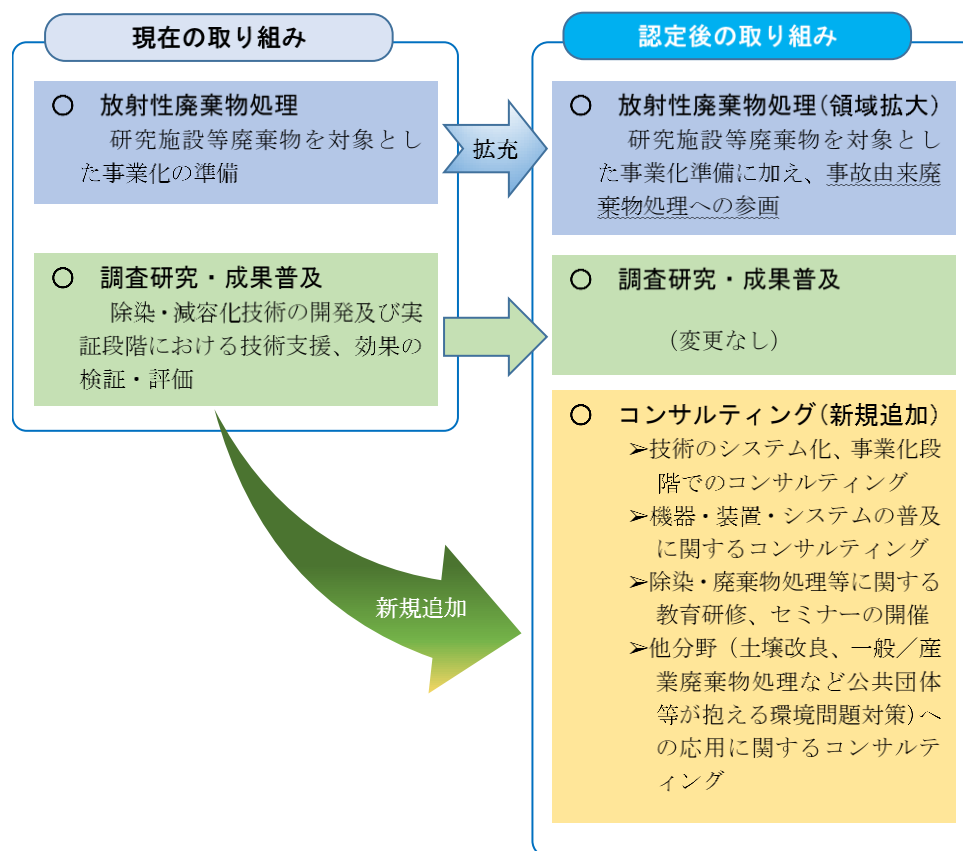 現在の取り組み
○ 放射性廃棄物処理
研究施設等廃棄物を対象とし
た事業化の準備
○ 調査研究・成果普及
除染・減容化技術の開発及び実
証段階における技術支援、効果の
検証・評価
拡充
新規追加
認定後の取り組み
○ 放射性廃棄物処理(領域拡大)
研究施設等廃棄物を対象とし
た事業化準備に加え、事故由来廃
棄物処理への参画
○ 調査研究・成果普及
（変更なし）
○ コンサルティング(新規追加)
➢技術のシステム化、事業化段
階でのコンサルティング
➢機器・装置・システムの普及
に関するコンサルティング
➢除染・廃棄物処理等に関する
教育研修、セミナーの開催
➢他分野（土壌改良、一般／産
業廃棄物処理など公共団体
等が抱える環境問題対策)へ
の応用に関するコンサルテ
ィング